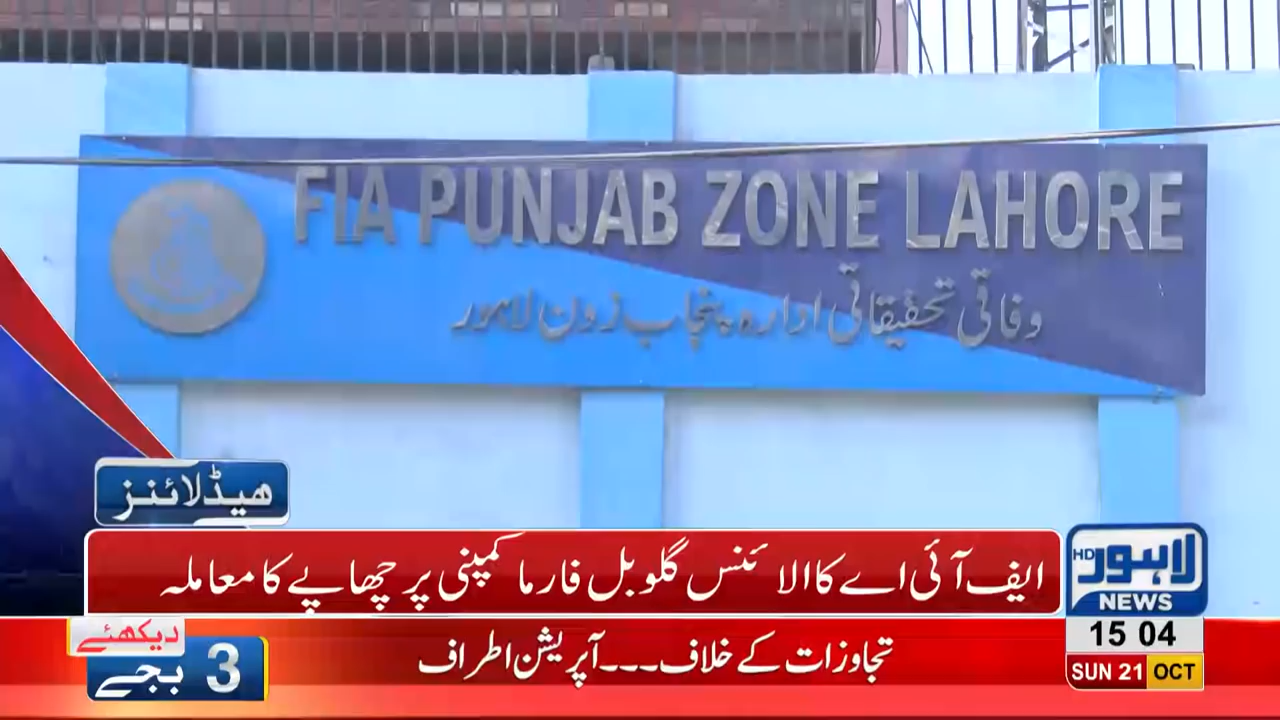 FIA PUNJAB ZONE LAHORE
وفاقی تحقیقاتی ادارہ پنجاب زون لاہور
ھیڈلائنز
ایف آئی اے کا الائنس گلوبل فارما کمپنی پر چھاپے کا معاملہ
HD لاہور
NEWS
دیکھئے
3 بجے
تجاوزات کے خلاف۔۔۔آپریشن اطراف
15 04
SUN 21 OCT